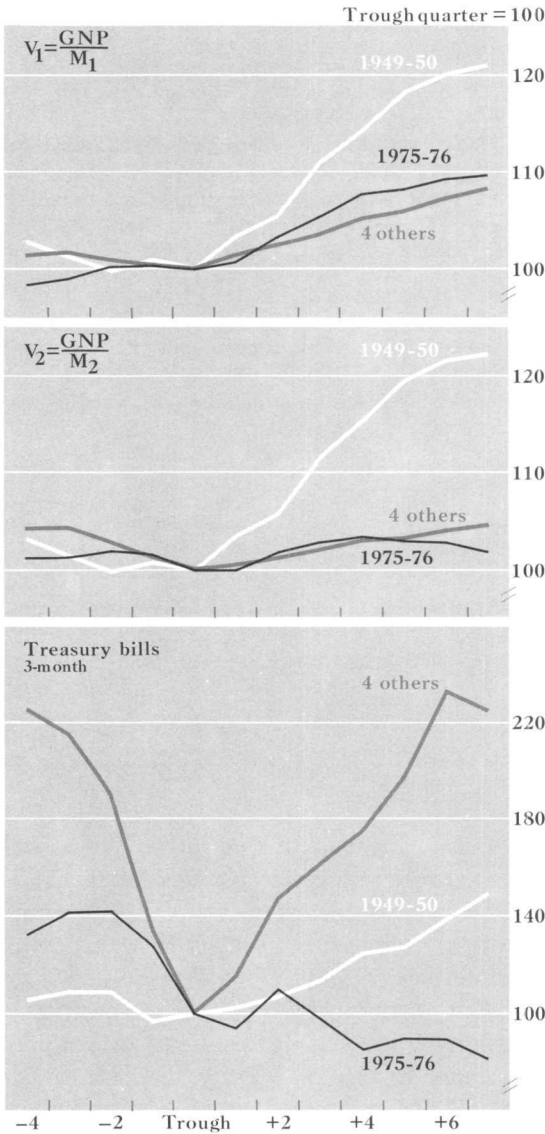 Trough quarter = 100
V₁ = GNP/M₁
1949-50
120
1975-76
110
4 others
100
V₂ = GNP/M₂
1949-50
120
110
4 others
1975-76
100
Treasury bills
3-month
4 others
220
180
1949-50
140
100
1975-76
−4 −2 Trough +2 +4 +6